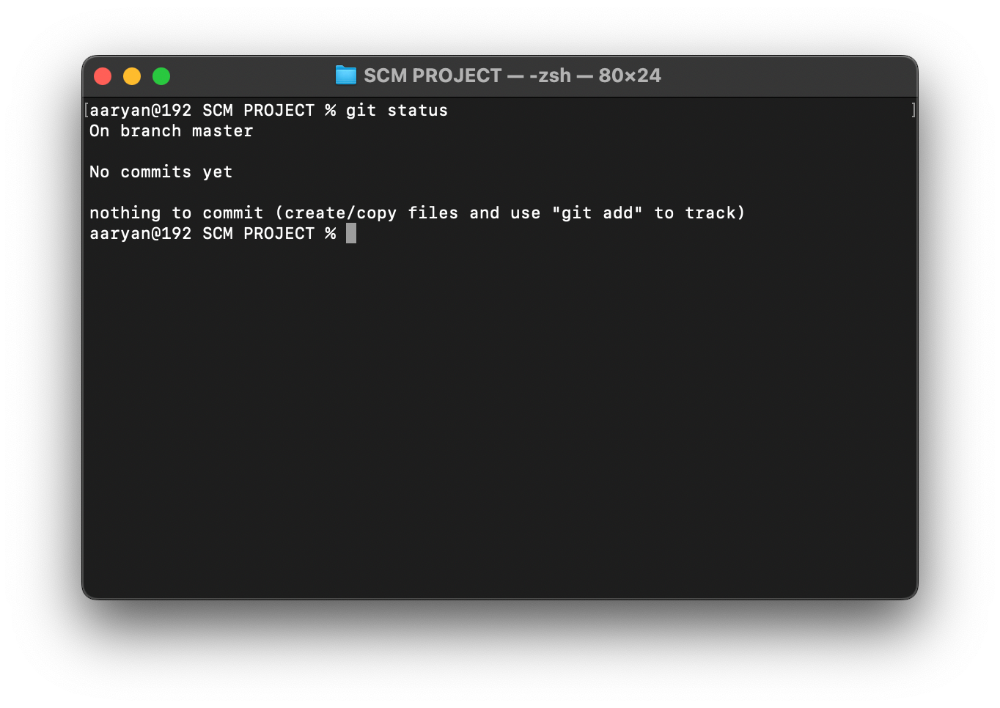 SCM PROJECT — -zsh — 80×24
[aaryan@192 SCM PROJECT % git status ]
On branch master
No commits yet
nothing to commit (create/copy files and use "git add" to track)
aaryan@192 SCM PROJECT %